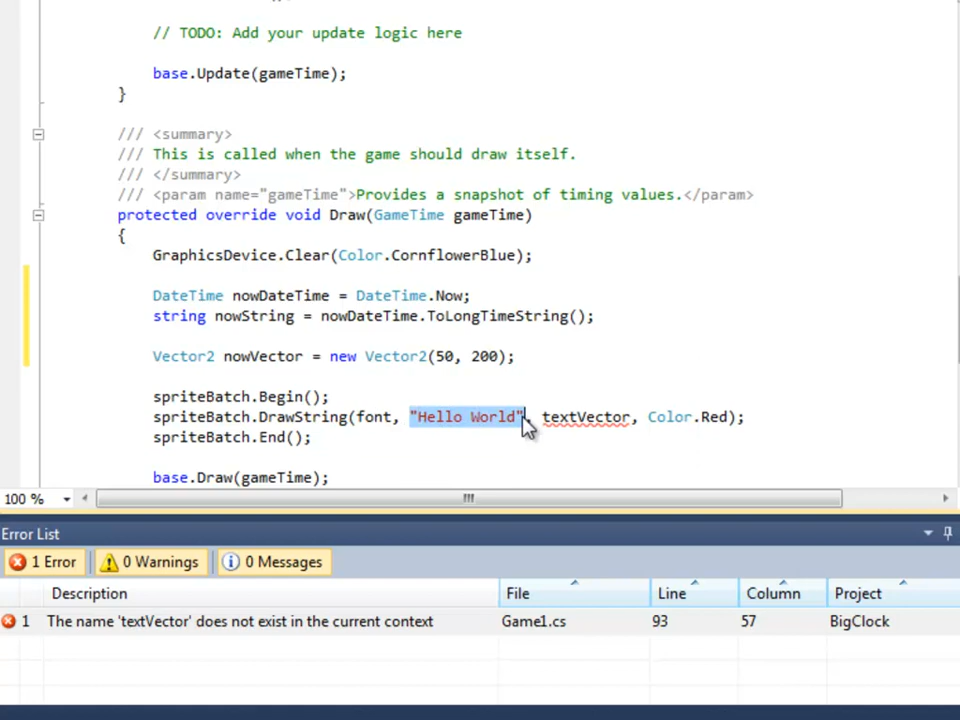 // TODO: Add your update logic here
base.Update(gameTime);
}
/// <summary>
/// This is called when the game should draw itself.
/// </summary>
/// <param name="gameTime">Provides a snapshot of timing values.</param>
protected override void Draw(GameTime gameTime)
{
GraphicsDevice.Clear(Color.CornflowerBlue);
DateTime nowDateTime = DateTime.Now;
string nowString = nowDateTime.ToLongTimeString();
Vector2 nowVector = new Vector2(50, 200);
spriteBatch.Begin();
spriteBatch.DrawString(font, "Hello World", textVector, Color.Red);
spriteBatch.End();
base.Draw(gameTime);
100 %
Error List
1 Error 0 Warnings 0 Messages
Description File Line Column Project
1 The name 'textVector' does not exist in the current context Game1.cs 93 57 BigClock